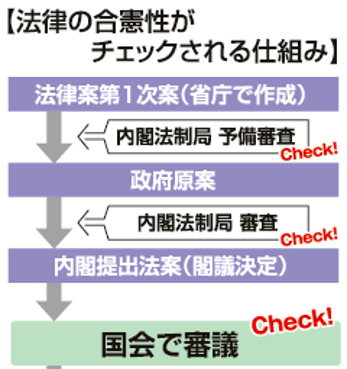 【法律の合憲性が
チェックされる仕組み】
法律案第1次案(省庁で作成)
内閣法制局 予備審査
Check!
政府原案
内閣法制局 審査
Check!
内閣提出法案(閣議決定)
Check!
国会で審議